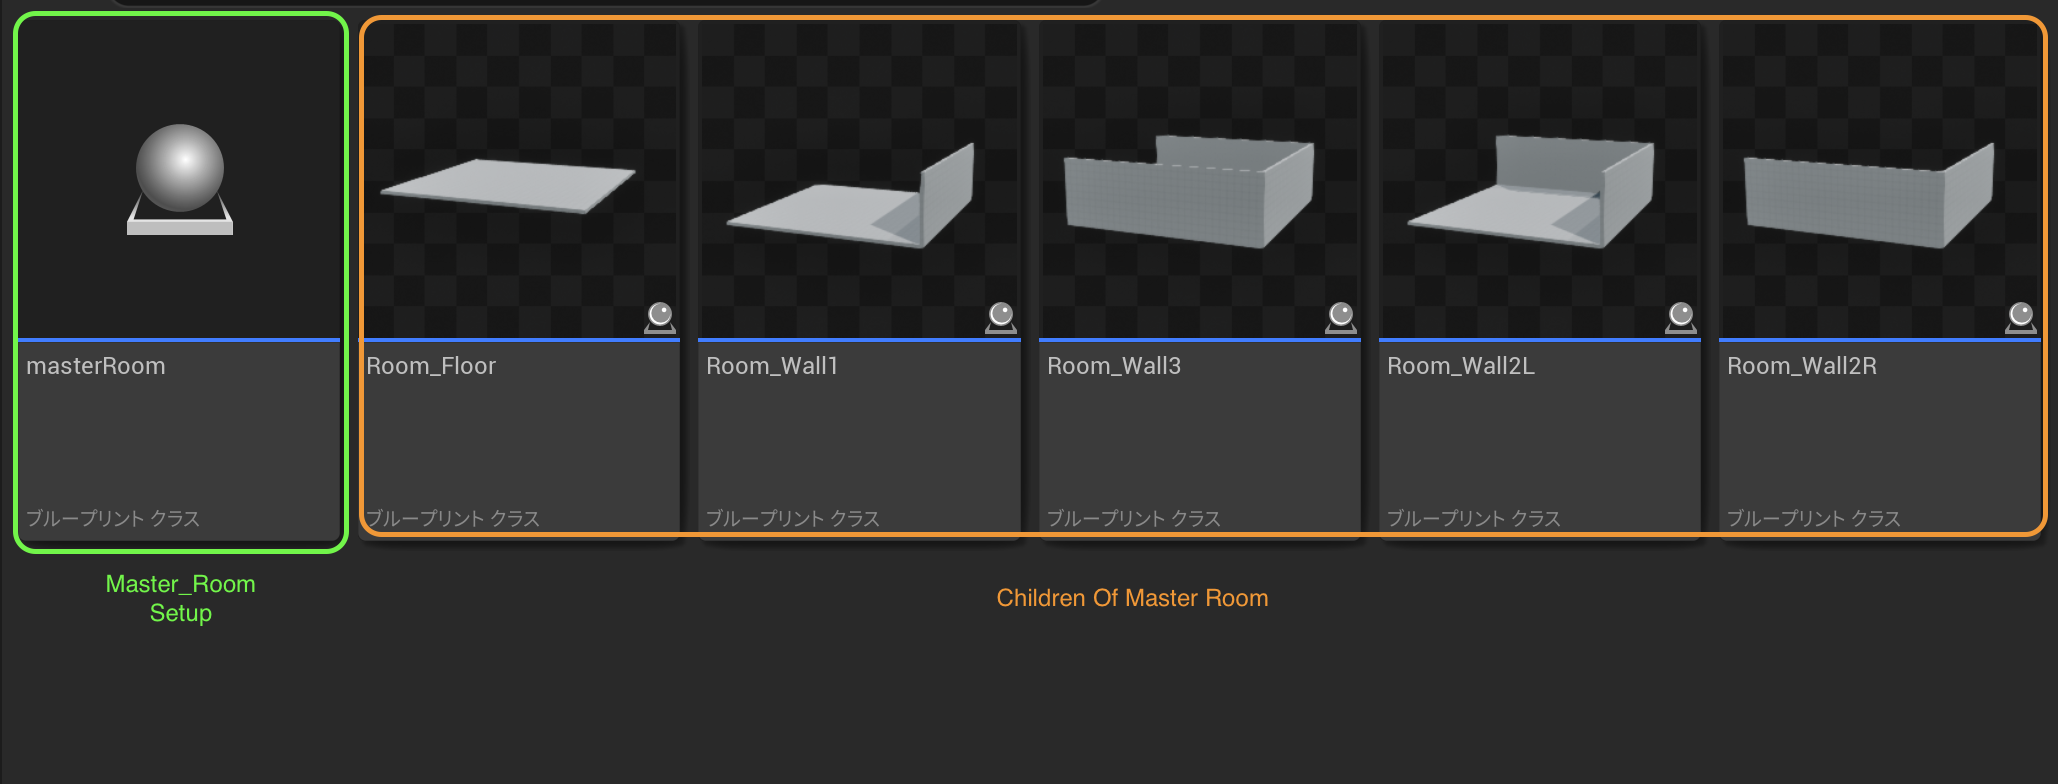 masterRoom
ブループリント クラス
Room_Floor
ブループリント クラス
Room_Wall1
ブループリント クラス
Room_Wall3
ブループリント クラス
Room_Wall2L
ブループリント クラス
Room_Wall2R
ブループリント クラス
Master_Room
Setup
Children Of Master Room